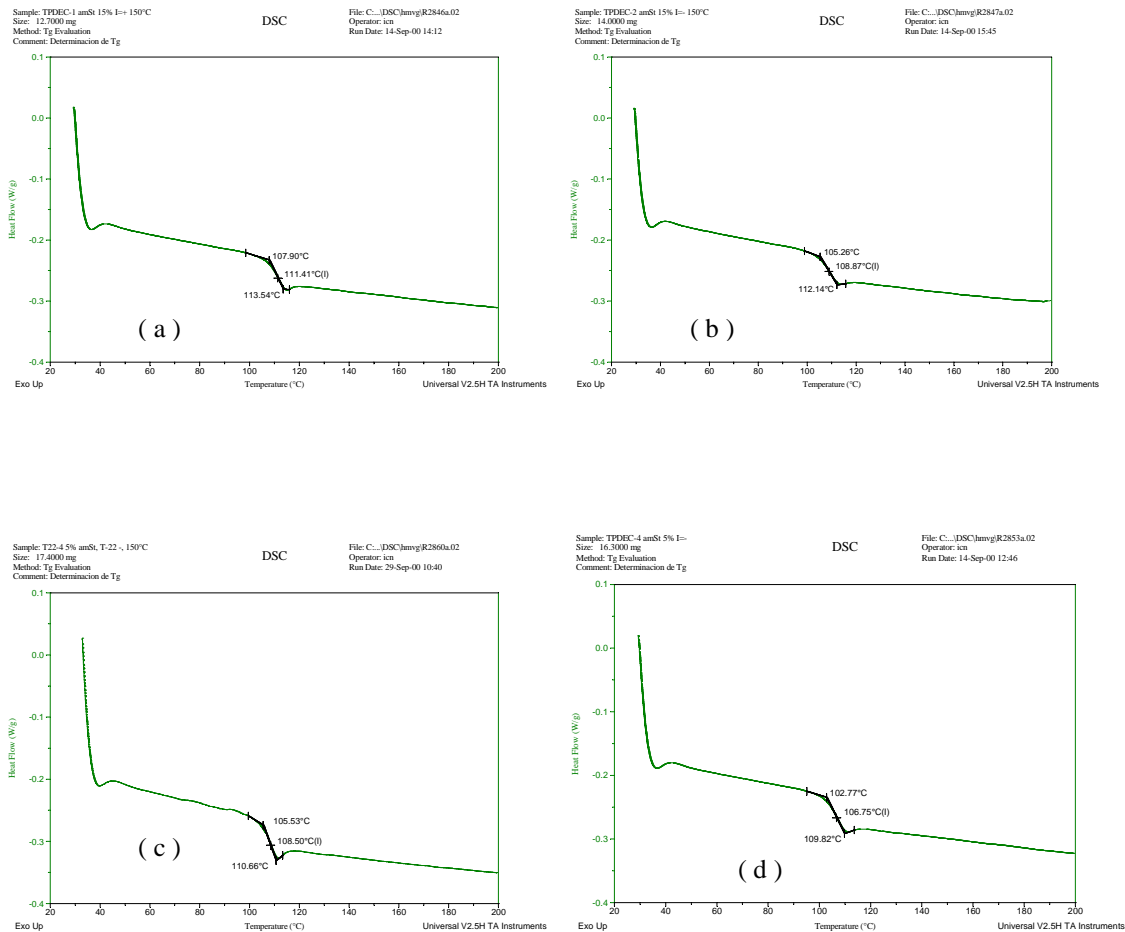 Sample: TPDEC-1 amSt 15% I=+ 150°C
Size: 12.7000 mg
Method: Tg Evaluation
Comment: Determinacion de Tg
DSC
File: C:...\DSC\hmvg\R2846a.02
Operator: icn
Run Date: 14-Sep-00 14:12
0.1
0.0
-0.1
-0.2
-0.3
-0.4
Heat Flow (W/g)
107.90°C
111.41°C(I)
113.54°C
( a )
20 40 60 80 100 120 140 160 180 200
Exo Up
Temperature (°C)
Universal V2.5H TA Instruments
Sample: TPDEC-2 amSt 15% I=- 150°C
Size: 14.0000 mg
Method: Tg Evaluation
Comment: Determinacion de Tg
DSC
File: C:...\DSC\hmvg\R2847a.02
Operator: icn
Run Date: 14-Sep-00 15:45
0.1
0.0
-0.1
-0.2
-0.3
-0.4
Heat Flow (W/g)
105.26°C
108.87°C(I)
112.14°C
( b )
20 40 60 80 100 120 140 160 180 200
Exo Up
Temperature (°C)
Universal V2.5H TA Instruments
Sample: T22-4 5% amSt, T-22 -, 150°C
Size: 17.4000 mg
Method: Tg Evaluation
Comment: Determinacion de Tg
DSC
File: C:...\DSC\hmvg\R2860a.02
Operator: icn
Run Date: 29-Sep-00 10:40
0.1
0.0
-0.1
-0.2
-0.3
-0.4
Heat Flow (W/g)
105.53°C
108.50°C(I)
110.66°C
( c )
20 40 60 80 100 120 140 160 180 200
Exo Up
Temperature (°C)
Universal V2.5H TA Instruments
Sample: TPDEC-4 amSt 5% I=-
Size: 16.3000 mg
Method: Tg Evaluation
Comment: Determinacion de Tg
DSC
File: C:...\DSC\hmvg\R2853a.02
Operator: icn
Run Date: 14-Sep-00 12:46
0.1
0.0
-0.1
-0.2
-0.3
-0.4
Heat Flow (W/g)
102.77°C
106.75°C(I)
109.82°C
( d )
20 40 60 80 100 120 140 160 180 200
Exo Up
Temperature (°C)
Universal V2.5H TA Instruments